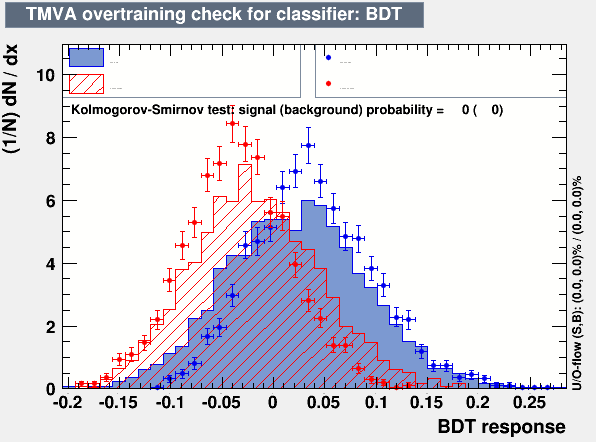 TMVA overtraining check for classifier: BDT
(1/N) dN / dx
Kolmogorov-Smirnov test: signal (background) probability = 0 ( 0)
10
8
6
4
2
0
-0.2 -0.15 -0.1 -0.05 0 0.05 0.1 0.15 0.2 0.25
BDT response
U/O-flow (S,B): (0.0, 0.0)% / (0.0, 0.0)%